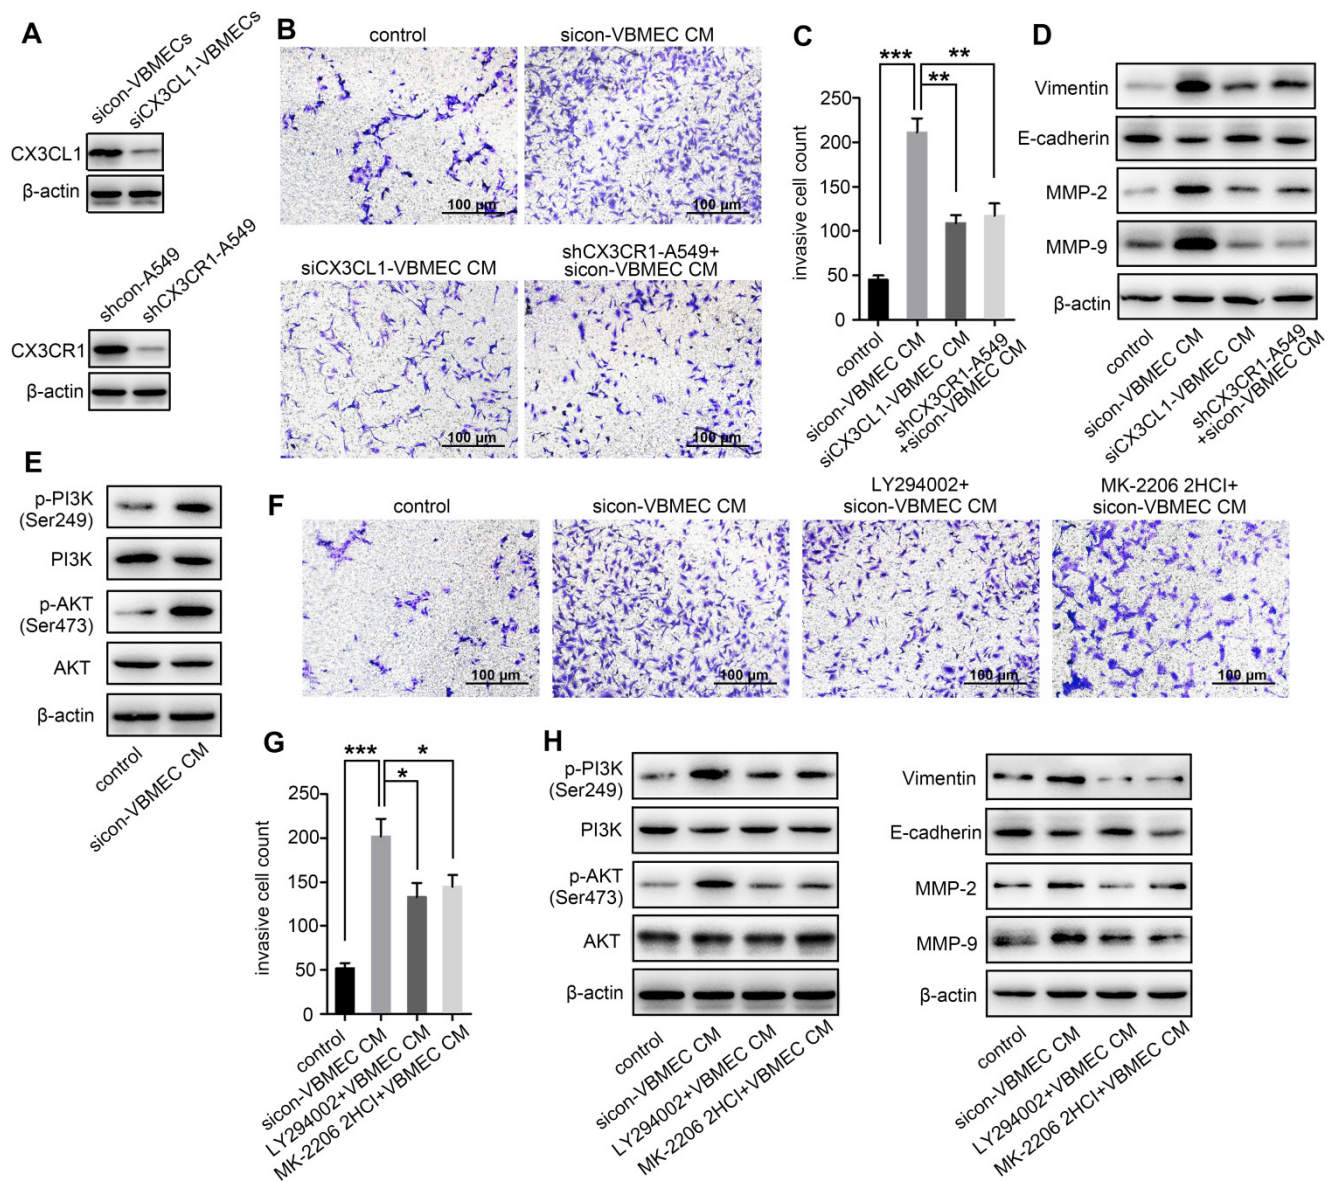 A
sicon-VBMECs
siCX3CL1-VBMECs
CX3CL1
β-actin
shcon-A549
shCX3CR1-A549
CX3CR1
β-actin
B
control
sicon-VBMEC CM
100 μm
100 μm
siCX3CL1-VBMEC CM
shCX3CR1-A549+
sicon-VBMEC CM
100 μm
100 μm
C
***
**
**
invasive cell count
250
200
150
100
50
0
control
sicon-VBMEC CM
siCX3CL1-VBMEC CM
shCX3CR1-A549
+sicon-VBMEC CM
D
Vimentin
E-cadherin
MMP-2
MMP-9
β-actin
control
sicon-VBMEC CM
siCX3CL1-VBMEC CM
shCX3CR1-A549
+sicon-VBMEC CM
E
p-PI3K
(Ser249)
PI3K
p-AKT
(Ser473)
AKT
β-actin
control
sicon-VBMEC CM
F
control
sicon-VBMEC CM
LY294002+
sicon-VBMEC CM
MK-2206 2HCl+
sicon-VBMEC CM
100 μm
100 μm
100 μm
100 μm
G
***
*
*
invasive cell count
250
200
150
100
50
0
control
sicon-VBMEC CM
LY294002+VBMEC CM
MK-2206 2HCl+VBMEC CM
H
p-PI3K
(Ser249)
PI3K
p-AKT
(Ser473)
AKT
β-actin
control
sicon-VBMEC CM
LY294002+VBMEC CM
MK-2206 2HCl+VBMEC CM
Vimentin
E-cadherin
MMP-2
MMP-9
β-actin
control
sicon-VBMEC CM
LY294002+VBMEC CM
MK-2206 2HCl+VBMEC CM